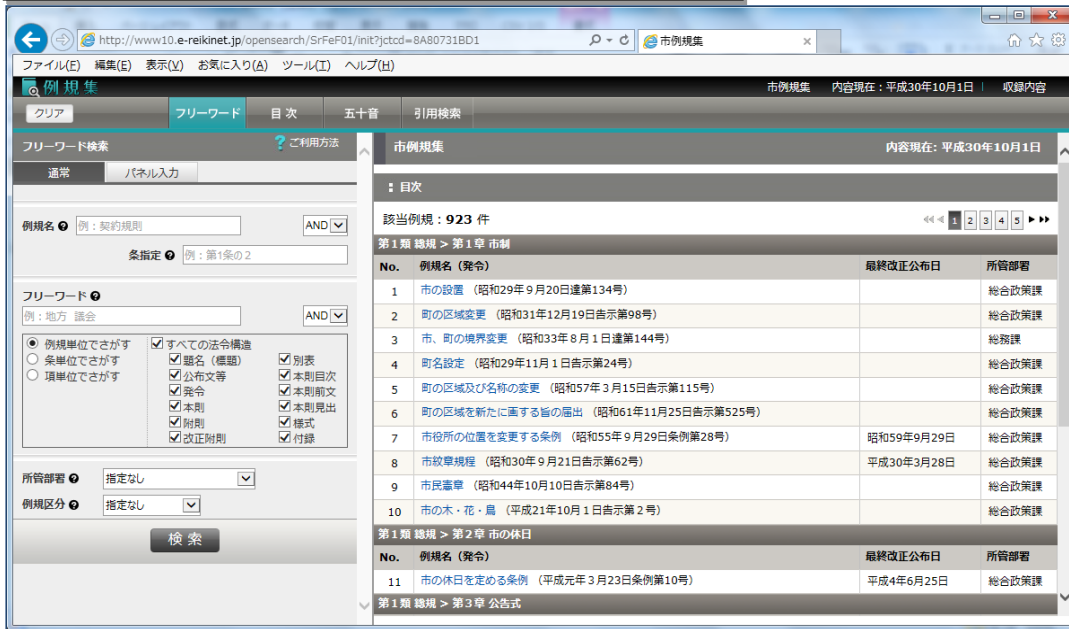 http://www10.e-reikinet.jp/opensearch/SrFeF01/init?jctcd=8A80731BD1
市例規集
ファイル(F) 編集(E) 表示(V) お気に入り(A) ツール(T) ヘルプ(H)
例規集
市例規集 内容現在:平成30年10月1日 収録内容
クリア フリーワード 目次 五十音 引用検索
フリーワード検索 ? ご利用方法
通常 パネル入力
例規名 ? 例:契約規則 AND
条指定 ? 例:第1条の2
フリーワード ?
例:地方 議会 AND
例規単位でさがす すべての法令構造
条単位でさがす 題名(標題) 別表
項単位でさがす 公布文等 本則目次
発令 本則前文
本則 本則見出
附則 様式
改正附則 付録
所管部署 ? 指定なし
例規区分 ? 指定なし
検索
市例規集 内容現在: 平成30年10月1日
目次
該当例規:923 件 1 2 3 4 5
第1類 総規 > 第1章 市制
No. 例規名(発令) 最終改正公布日 所管部署
1 市の設置 (昭和29年9月20日達第134号) 総合政策課
2 町の区域変更 (昭和31年12月19日告示第98号) 総合政策課
3 市、町の境界変更 (昭和33年8月1日達第144号) 総務課
4 町名設定 (昭和29年11月1日告示第24号) 総合政策課
5 町の区域及び名称の変更 (昭和57年3月15日告示第115号) 総合政策課
6 町の区域を新たに画する旨の届出 (昭和61年11月25日告示第525号) 総合政策課
7 市役所の位置を変更する条例 (昭和55年9月29日条例第28号) 昭和59年9月29日 総合政策課
8 市紋章規程 (昭和30年9月21日告示第62号) 平成30年3月28日 総合政策課
9 市民憲章 (昭和44年10月10日告示第84号) 総合政策課
10 市の木・花・鳥 (平成21年10月1日告示第2号) 総合政策課
第1類 総規 > 第2章 市の休日
No. 例規名(発令) 最終改正公布日 所管部署
11 市の休日を定める条例 (平成元年3月23日条例第10号) 平成4年6月25日 総合政策課
第1類 総規 > 第3章 公告式